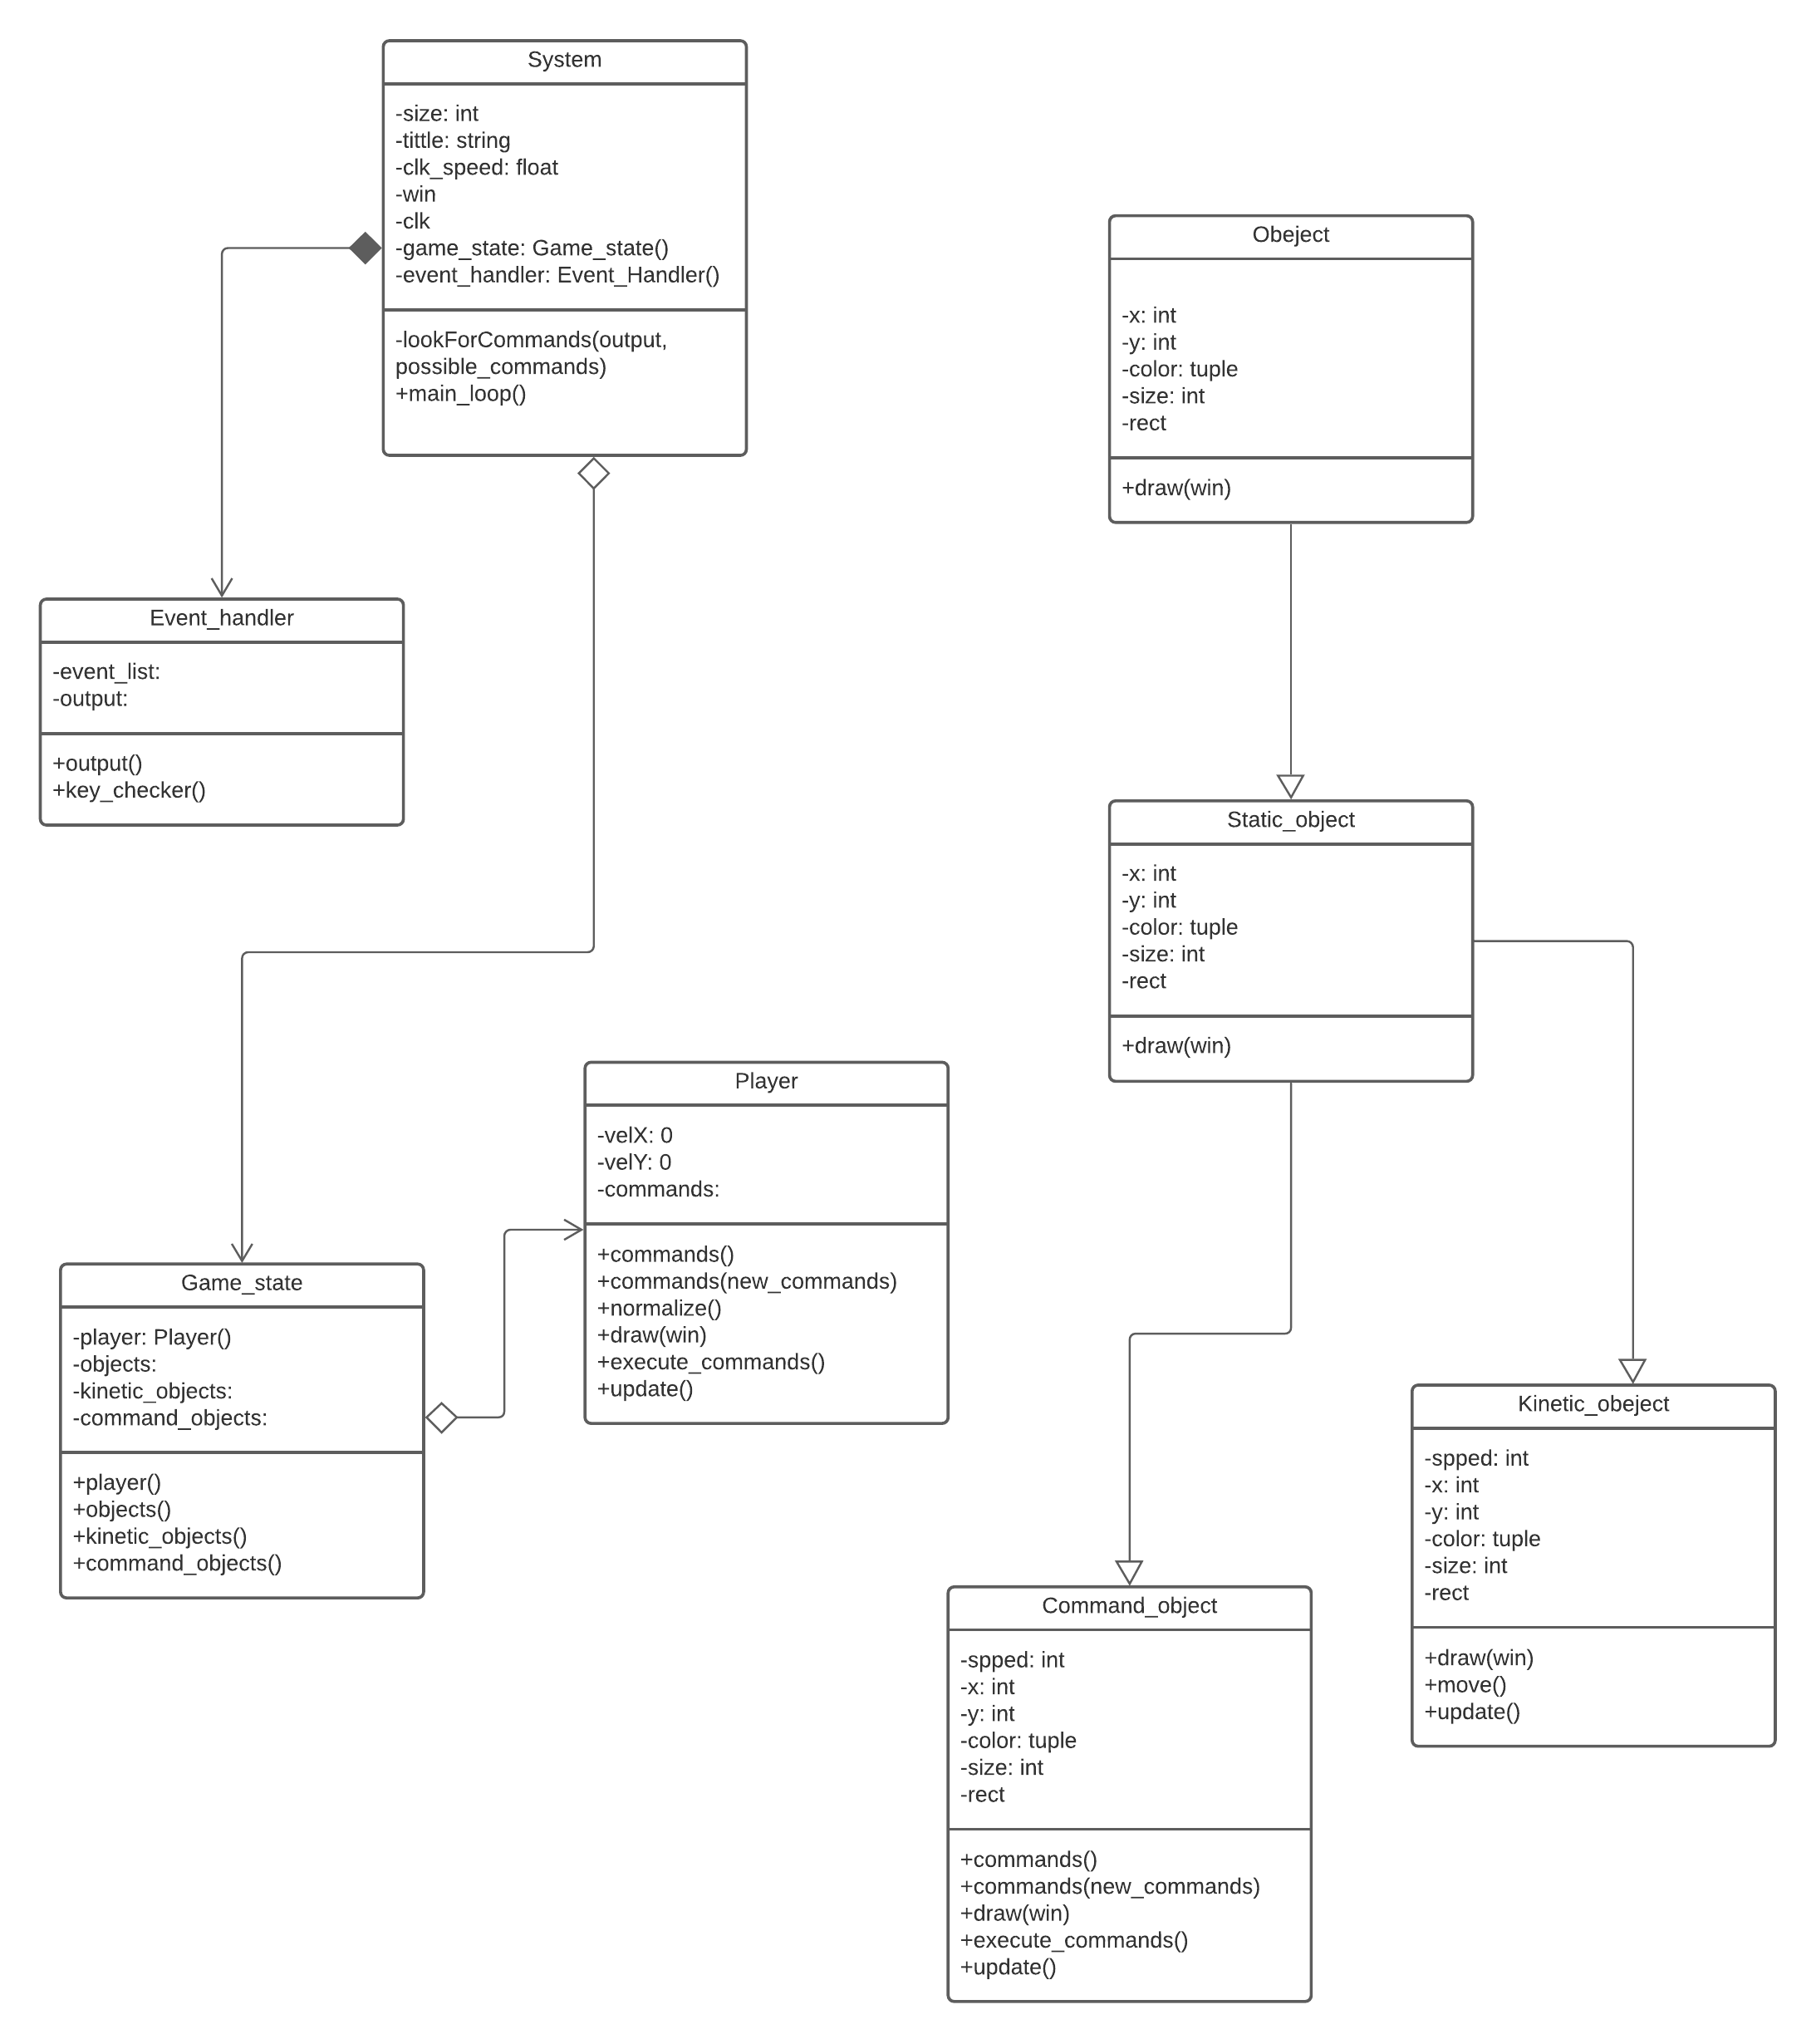 System
-size: int
-tittle: string
-clk_speed: float
-win
-clk
-game_state: Game_state()
-event_handler: Event_Handler()
-lookForCommands(output,
possible_commands)
+main_loop()
Obeject
-x: int
-y: int
-color: tuple
-size: int
-rect
+draw(win)
Event_handler
-event_list:
-output:
+output()
+key_checker()
Static_object
-x: int
-y: int
-color: tuple
-size: int
-rect
+draw(win)
Player
-velX: 0
-velY: 0
-commands:
+commands()
+commands(new_commands)
+normalize()
+draw(win)
+execute_commands()
+update()
Game_state
-player: Player()
-objects:
-kinetic_objects:
-command_objects:
+player()
+objects()
+kinetic_objects()
+command_objects()
Kinetic_obeject
-spped: int
-x: int
-y: int
-color: tuple
-size: int
-rect
+draw(win)
+move()
+update()
Command_object
-spped: int
-x: int
-y: int
-color: tuple
-size: int
-rect
+commands()
+commands(new_commands)
+draw(win)
+execute_commands()
+update()